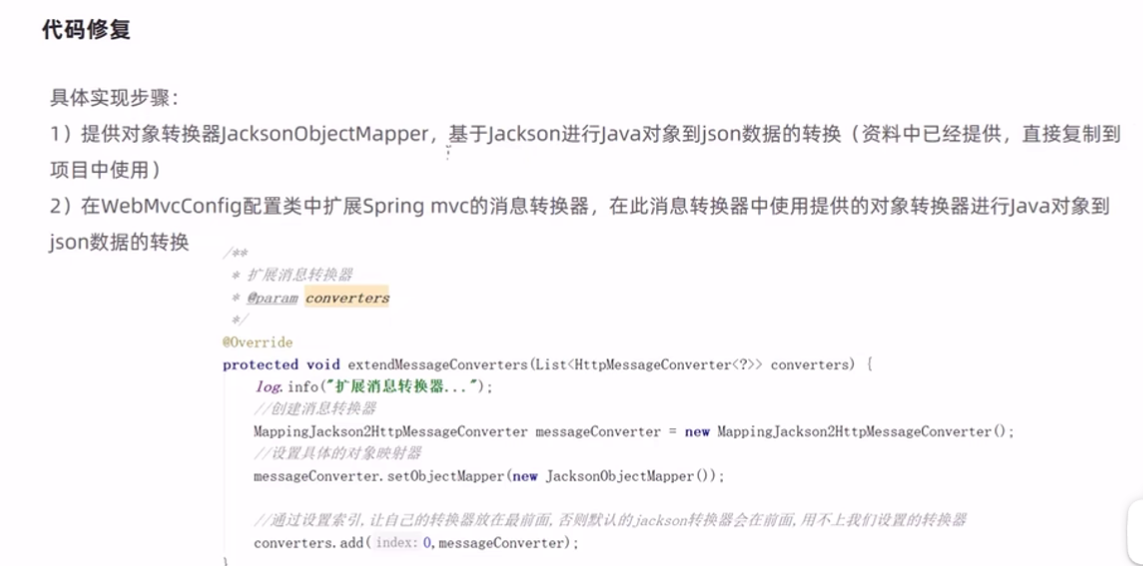 代码修复
具体实现步骤：
1）提供对象转换器JacksonObjectMapper，基于Jackson进行Java对象到json数据的转换（资料中已经提供，直接复制到
项目中使用）
2）在WebMvcConfig配置类中扩展Spring mvc的消息转换器，在此消息转换器中使用提供的对象转换器进行Java对象到
json数据的转换
/**
* 扩展消息转换器
* @param converters
*/
@Override
protected void extendMessageConverters(List<HttpMessageConverter<?>> converters) {
log.info("扩展消息转换器...");
//创建消息转换器
MappingJackson2HttpMessageConverter messageConverter = new MappingJackson2HttpMessageConverter();
//设置具体的对象映射器
messageConverter.setObjectMapper(new JacksonObjectMapper());
//通过设置索引,让自己的转换器放在最前面,否则默认的jackson转换器会在前面,用不上我们设置的转换器
converters.add( index: 0,messageConverter);
}